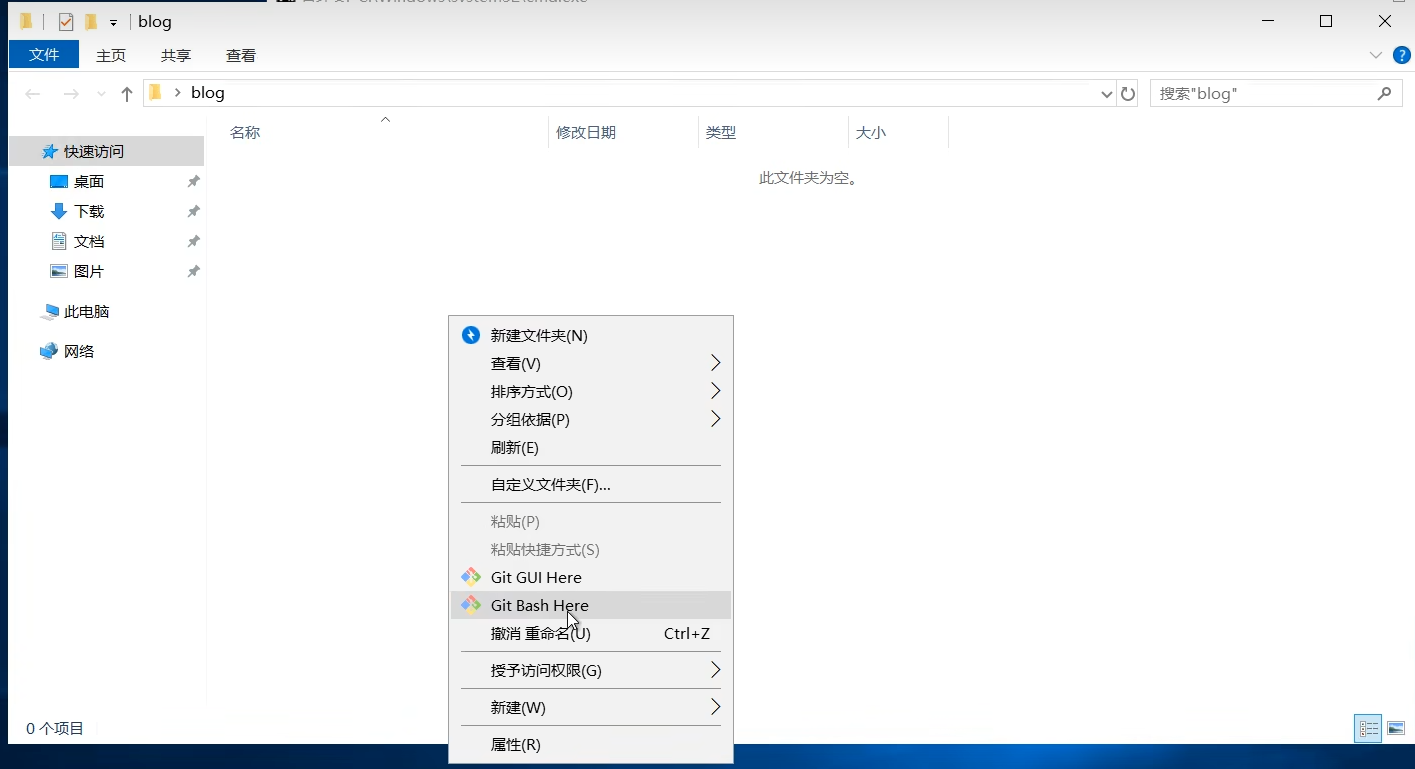 blog
文件 主页 共享 查看
blog
搜索"blog"
名称 修改日期 类型 大小
此文件夹为空。
快速访问
桌面
下载
文档
图片
此电脑
网络
新建文件夹(N)
查看(V)
排序方式(O)
分组依据(P)
刷新(E)
自定义文件夹(F)...
粘贴(P)
粘贴快捷方式(S)
Git GUI Here
Git Bash Here
撤消 重命名(U) Ctrl+Z
授予访问权限(G)
新建(W)
属性(R)
0 个项目